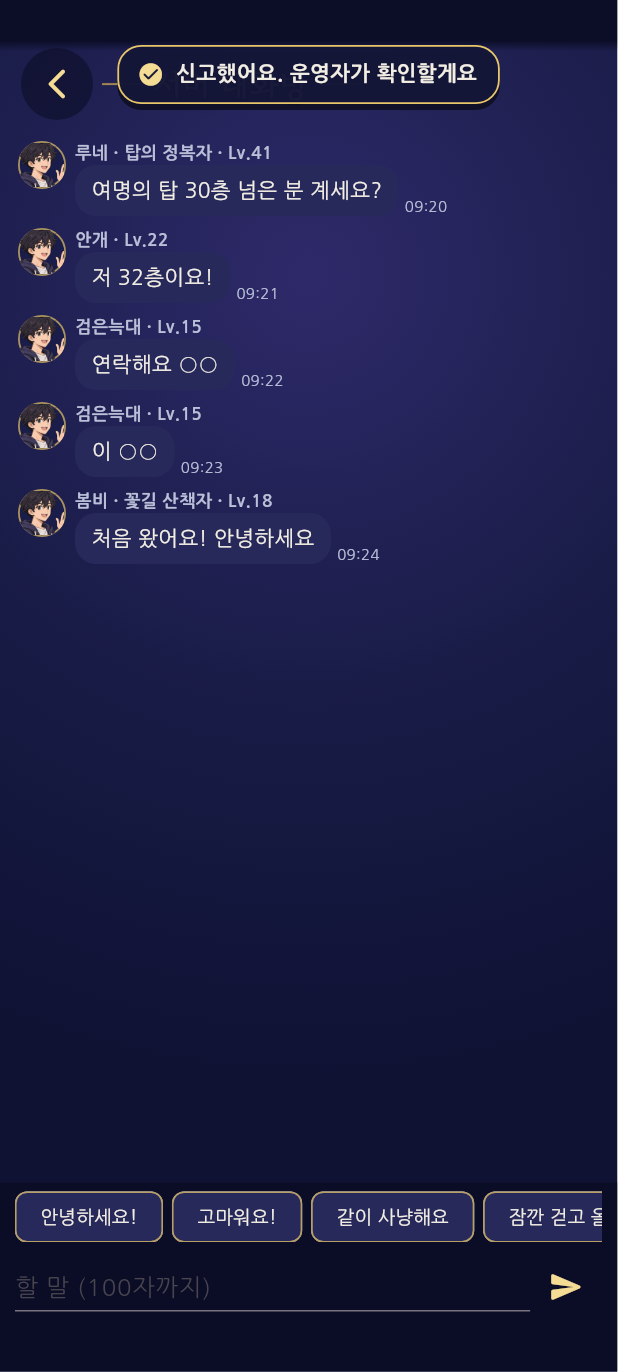 신고했어요. 운영자가 확인할게요
루네 · 탑의 정복자 · Lv.41
여명의 탑 30층 넘은 분 계세요?
09:20
안개 · Lv.22
저 32층이요!
09:21
검은늑대 · Lv.15
연락해요 ○○
09:22
검은늑대 · Lv.15
이 ○○
09:23
봄비 · 꽃길 산책자 · Lv.18
처음 왔어요! 안녕하세요
09:24
안녕하세요!
고마워요!
같이 사냥해요
잠깐 걷고
할 말 (100자까지)